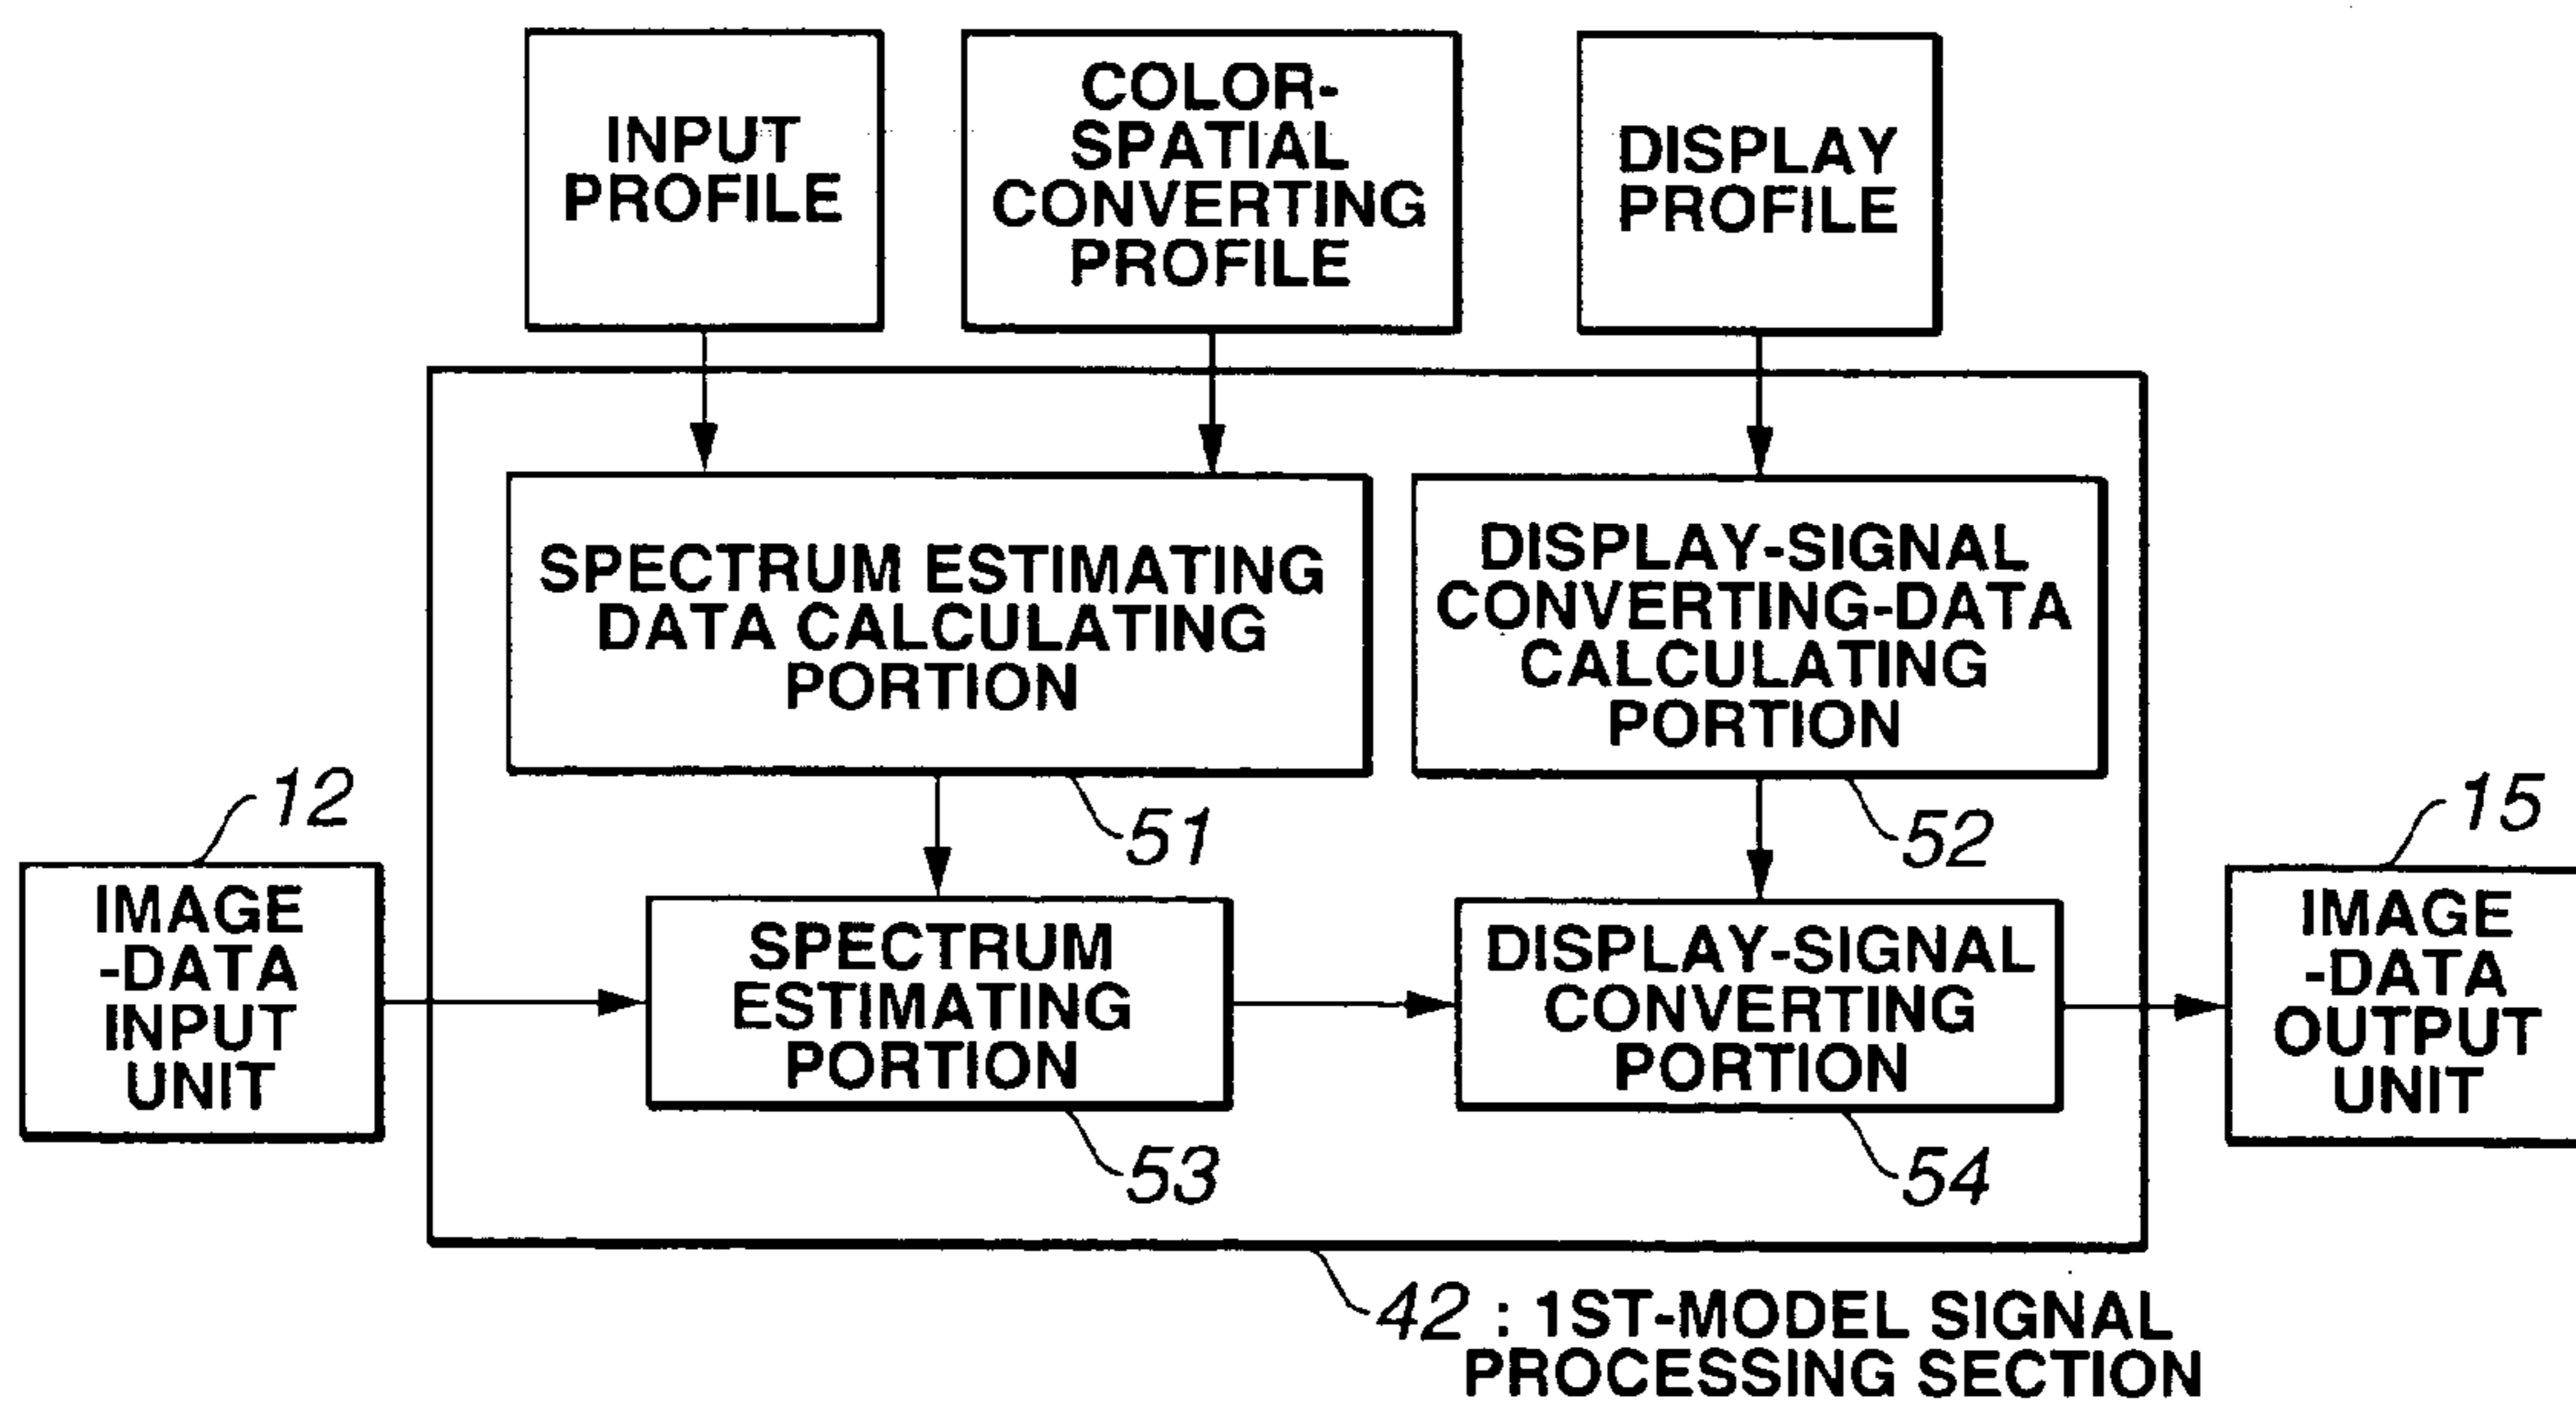 INPUT
PROFILE
COLOR-
SPATIAL
CONVERTING
PROFILE
DISPLAY
PROFILE
SPECTRUM ESTIMATING
DATA CALCULATING
PORTION
51
DISPLAY-SIGNAL
CONVERTING-DATA
CALCULATING
PORTION
52
12
IMAGE
-DATA
INPUT
UNIT
SPECTRUM
ESTIMATING
PORTION
53
DISPLAY-SIGNAL
CONVERTING
PORTION
54
15
IMAGE
-DATA
OUTPUT
UNIT
42 : 1ST-MODEL SIGNAL
PROCESSING SECTION